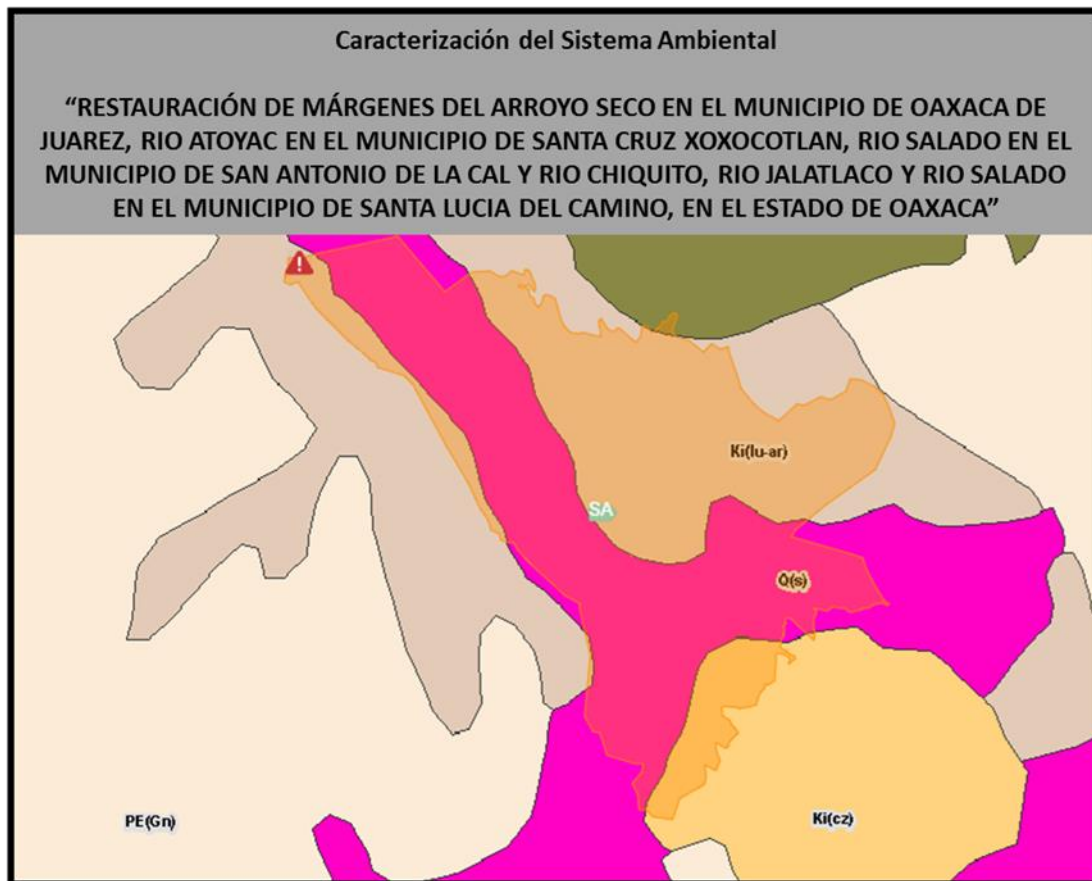 Caracterización del Sistema Ambiental
“RESTAURACIÓN DE MÁRGENES DEL ARROYO SECO EN EL MUNICIPIO DE OAXACA DE
JUAREZ, RIO ATOYAC EN EL MUNICIPIO DE SANTA CRUZ XOXOCOTLAN, RIO SALADO EN EL
MUNICIPIO DE SAN ANTONIO DE LA CAL Y RIO CHIQUITO, RIO JALATLACO Y RIO SALADO
EN EL MUNICIPIO DE SANTA LUCIA DEL CAMINO, EN EL ESTADO DE OAXACA”
!
Ki(lu-ar)
SA
Q(s)
PE(Gn)
Ki(cz)